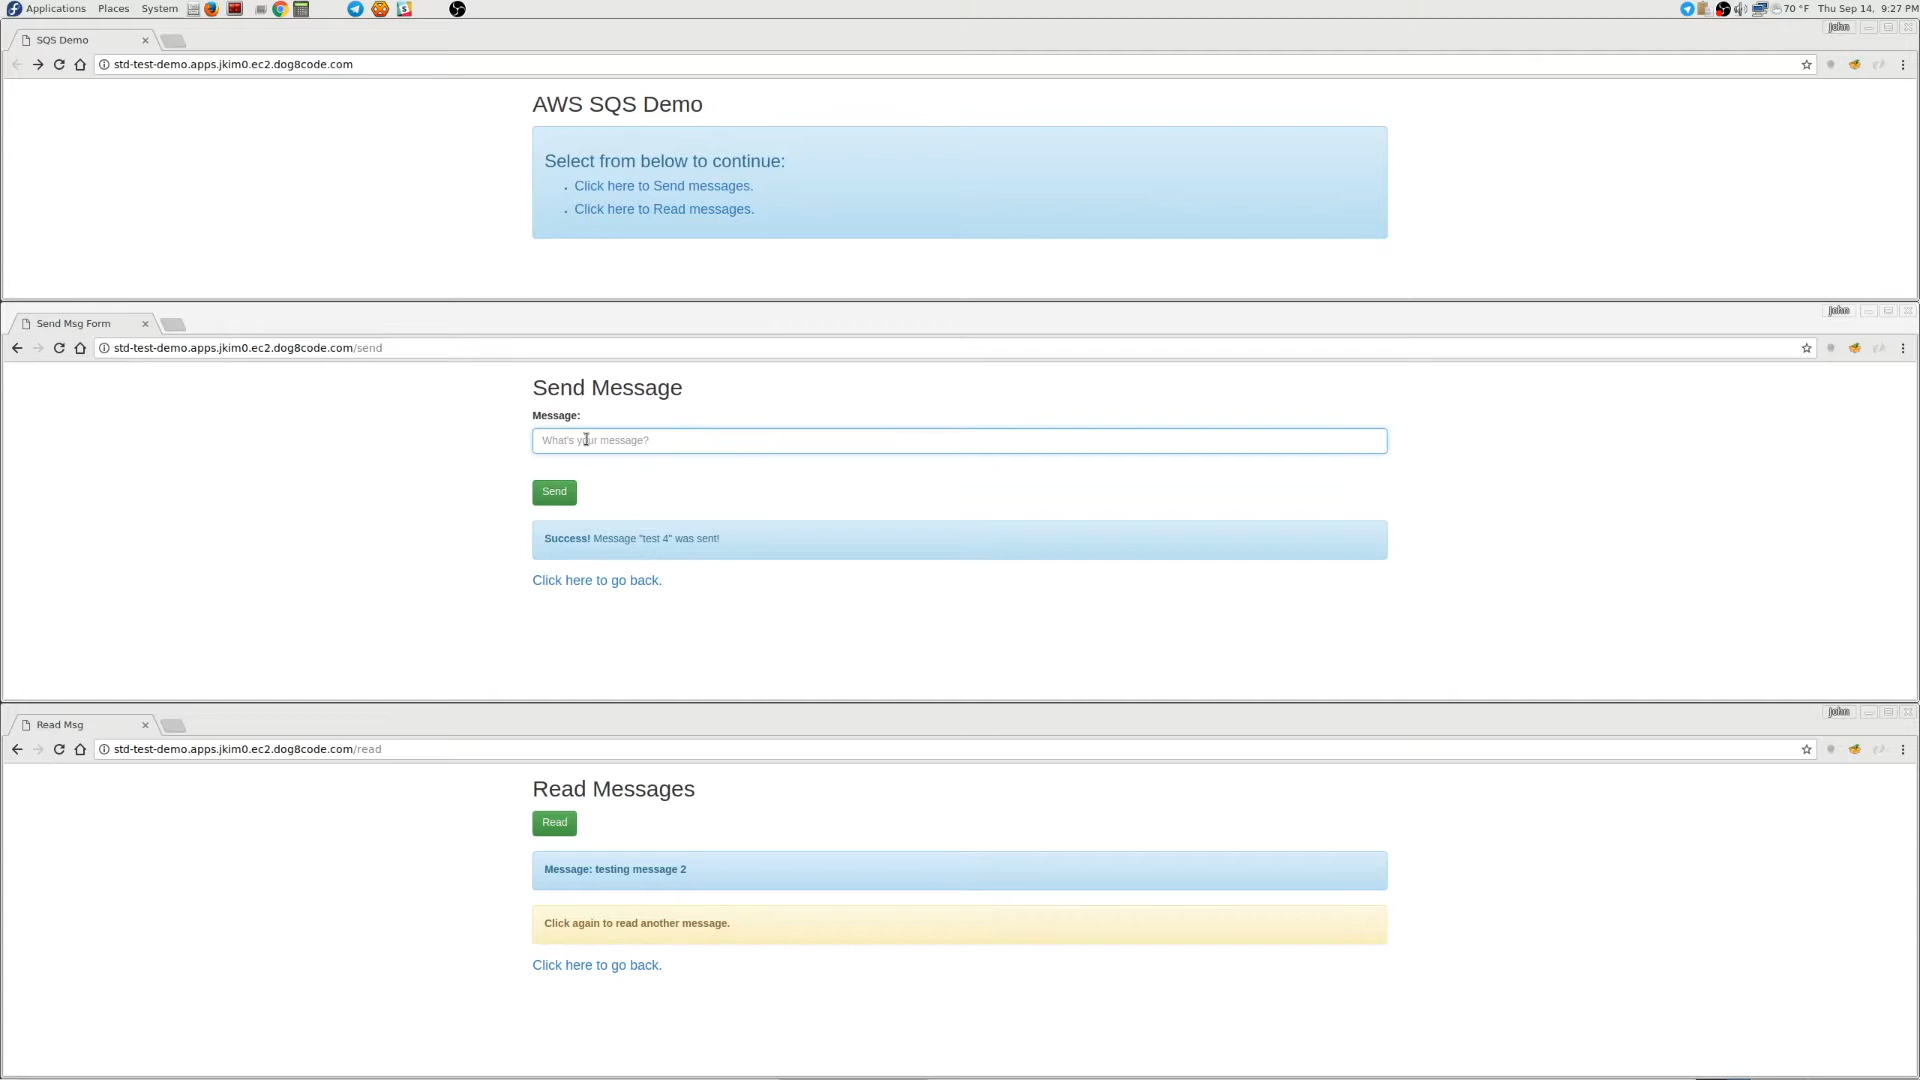 Applications Places System 70 °F Thu Sep 14, 9:27 PM
john
SQS Demo
std-test-demo.apps.jkim0.ec2.dog8code.com
AWS SQS Demo
Select from below to continue:
Click here to Send messages.
Click here to Read messages.
john
Send Msg Form
std-test-demo.apps.jkim0.ec2.dog8code.com/send
Send Message
Message:
What's your message?
Send
Success! Message "test 4" was sent!
Click here to go back.
john
Read Msg
std-test-demo.apps.jkim0.ec2.dog8code.com/read
Read Messages
Read
Message: testing message 2
Click again to read another message.
Click here to go back.